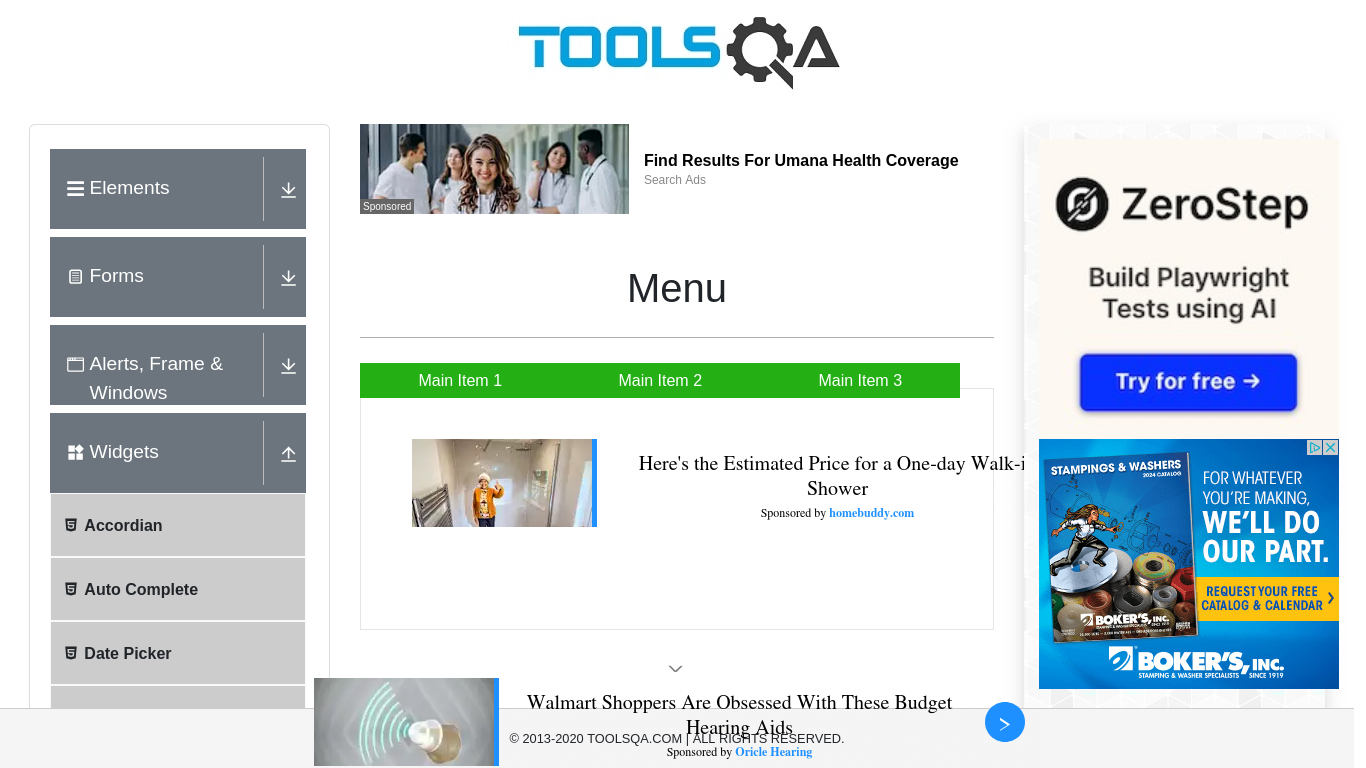 TOOLSQA
Elements
Forms
Alerts, Frame &
Windows
Widgets
Accordian
Auto Complete
Date Picker
Sponsored
Find Results For Umana Health Coverage
Search Ads
Menu
Main Item 1
Main Item 2
Main Item 3
Here's the Estimated Price for a One-day Walk-i
Shower
Sponsored by homebuddy.com
ZeroStep
Build Playwright
Tests using AI
Try for free →
STAMPINGS & WASHERS
2024 CATALOG
BOKER'S, INC.
STAMPING & WASHER SPECIALISTS
FOR WHATEVER
YOU'RE MAKING,
WE'LL DO
OUR PART.
REQUEST YOUR FREE
CATALOG & CALENDAR
BOKER'S, INC.
STAMPING & WASHER SPECIALISTS SINCE 1919
Walmart Shoppers Are Obsessed With These Budget
Hearing Aids
Sponsored by Oricle Hearing
© 2013-2020 TOOLSQA.COM | ALL RIGHTS RESERVED.